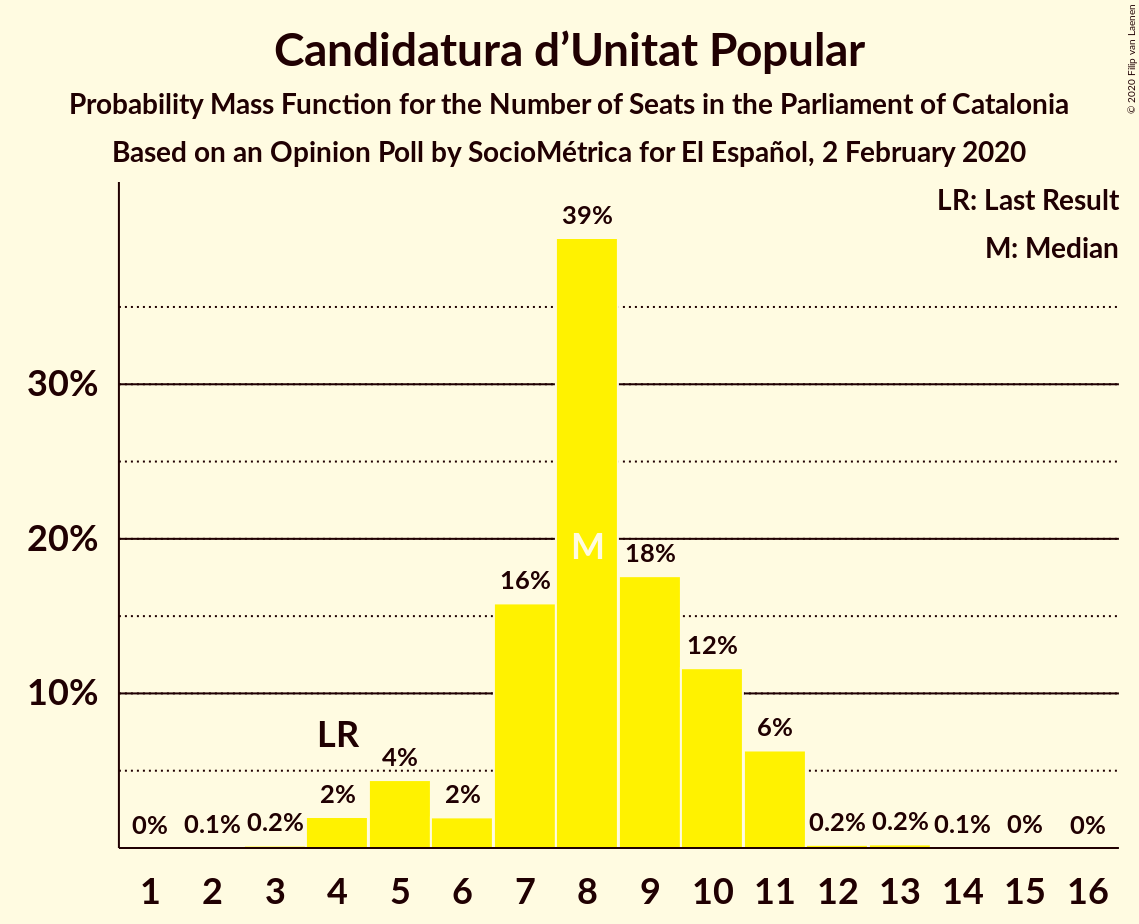 Candidatura d’Unitat Popular
Probability Mass Function for the Number of Seats in the Parliament of Catalonia
Based on an Opinion Poll by SocioMétrica for El Español, 2 February 2020
© 2020 Filip van Laenen
LR: Last Result
M: Median
39%
30%
20%
M
18%
16%
12%
10%
LR
6%
4%
2%
2%
0% 0.1% 0.2% 0.2% 0.2% 0.1% 0% 0%
1 2 3 4 5 6 7 8 9 10 11 12 13 14 15 16